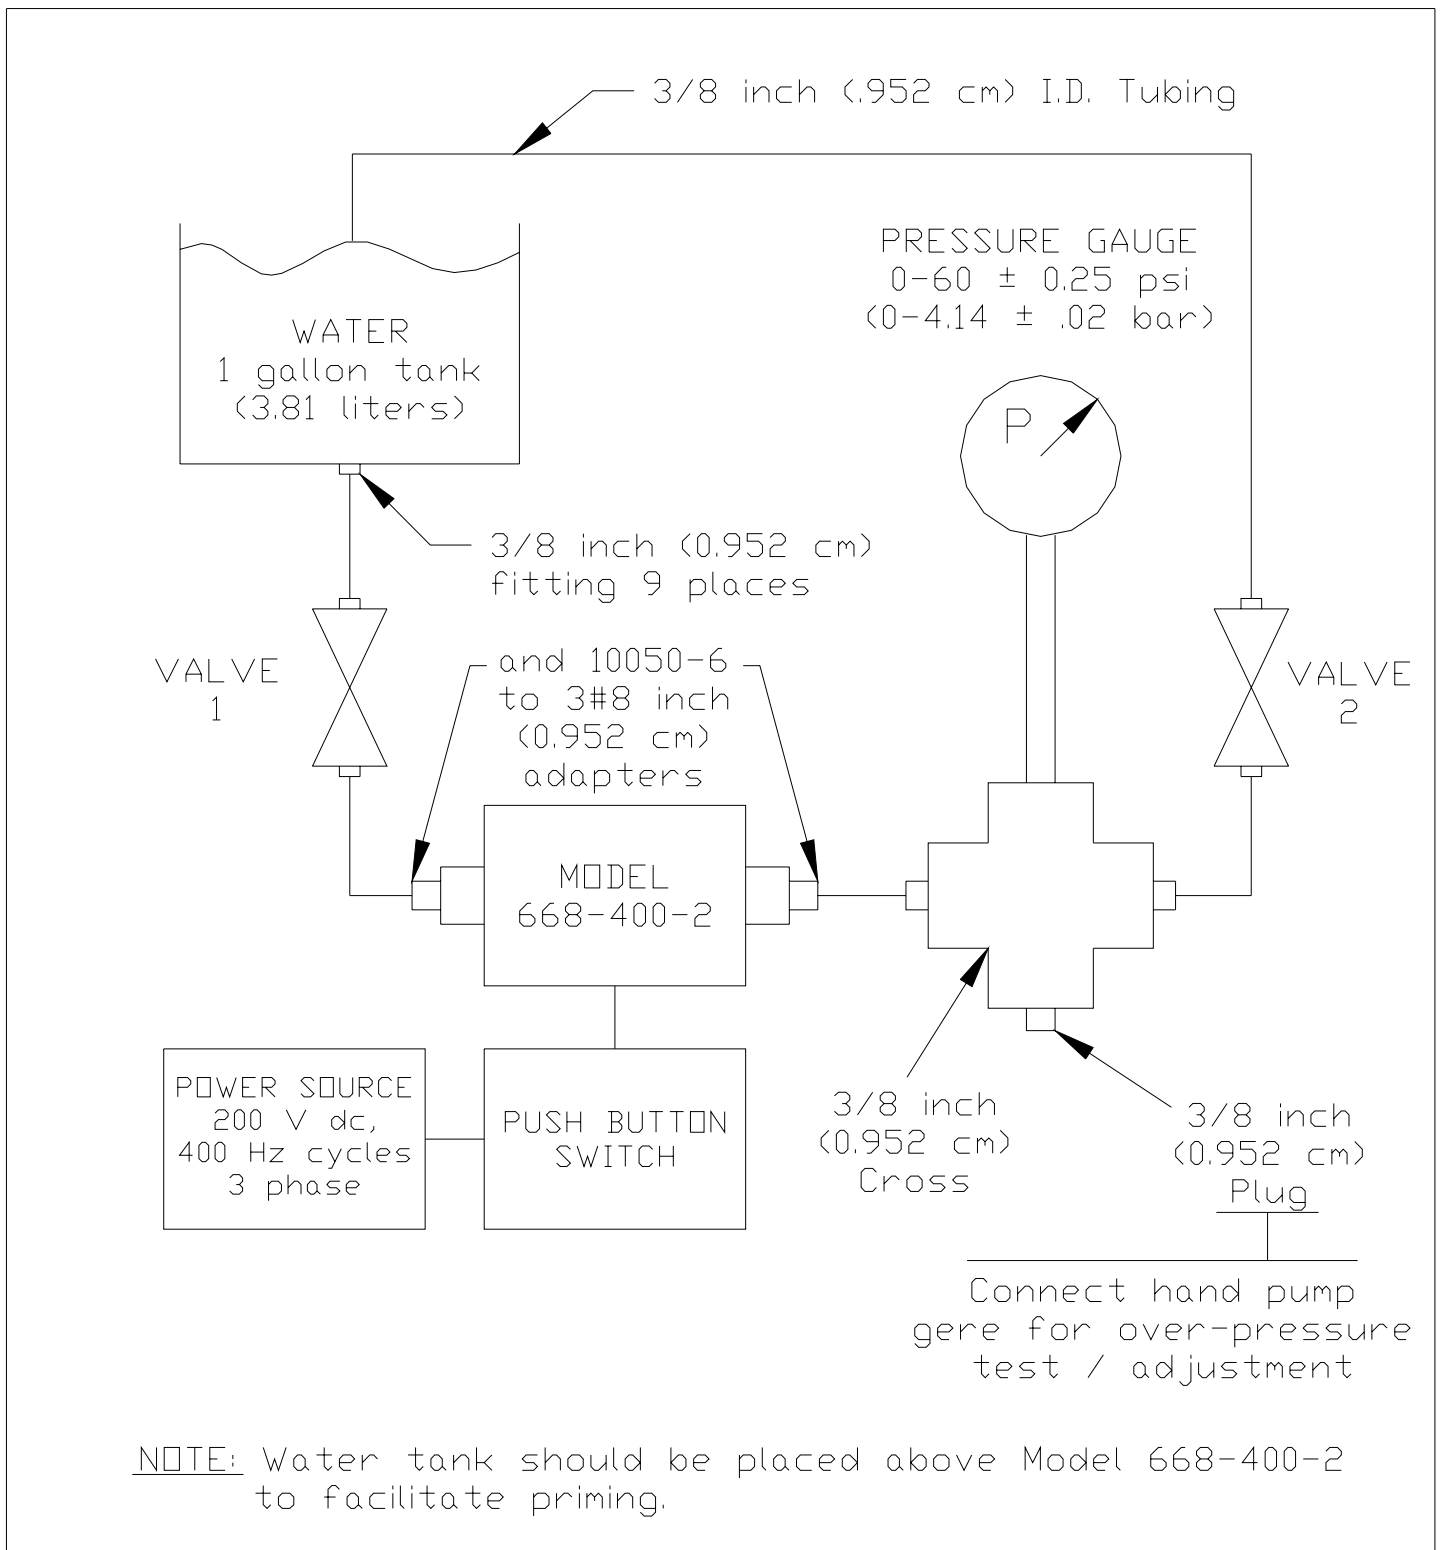 3/8 inch (.952 cm) I.D. Tubing
PRESSURE GAUGE
0-60 ± 0.25 psi
(0-4.14 ± .02 bar)
WATER
1 gallon tank
(3.81 liters)
P
3/8 inch (0.952 cm)
fitting 9 places
VALVE
1
and 10050-6
to 3#8 inch
(0.952 cm)
adapters
VALVE
2
MODEL
668-400-2
POWER SOURCE
200 V dc,
400 Hz cycles
3 phase
PUSH BUTTON
SWITCH
3/8 inch
(0.952 cm)
Cross
3/8 inch
(0.952 cm)
Plug
Connect hand pump
gere for over-pressure
test / adjustment
NOTE: Water tank should be placed above Model 668-400-2
to facilitate priming.